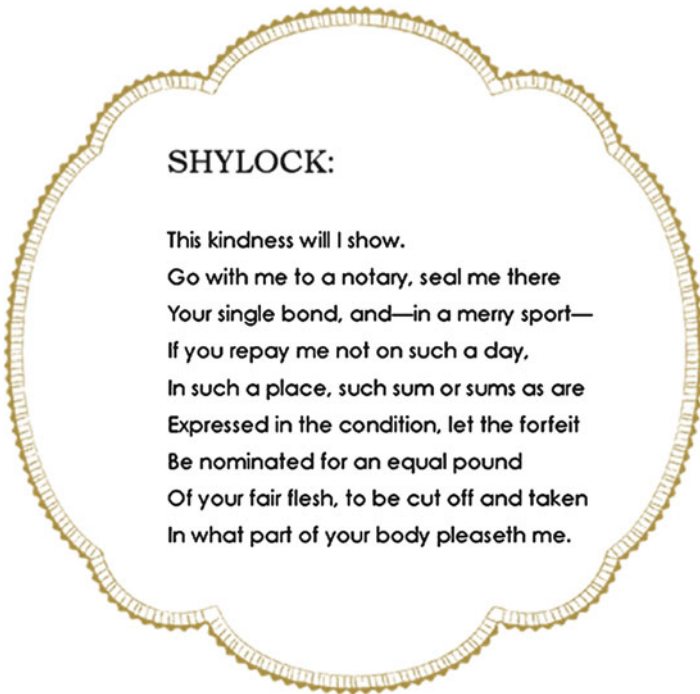 SHYLOCK:
This kindness will I show.
Go with me to a notary, seal me there
Your single bond, and—in a merry sport—
If you repay me not on such a day,
In such a place, such sum or sums as are
Expressed in the condition, let the forfeit
Be nominated for an equal pound
Of your fair flesh, to be cut off and taken
In what part of your body pleaseth me.